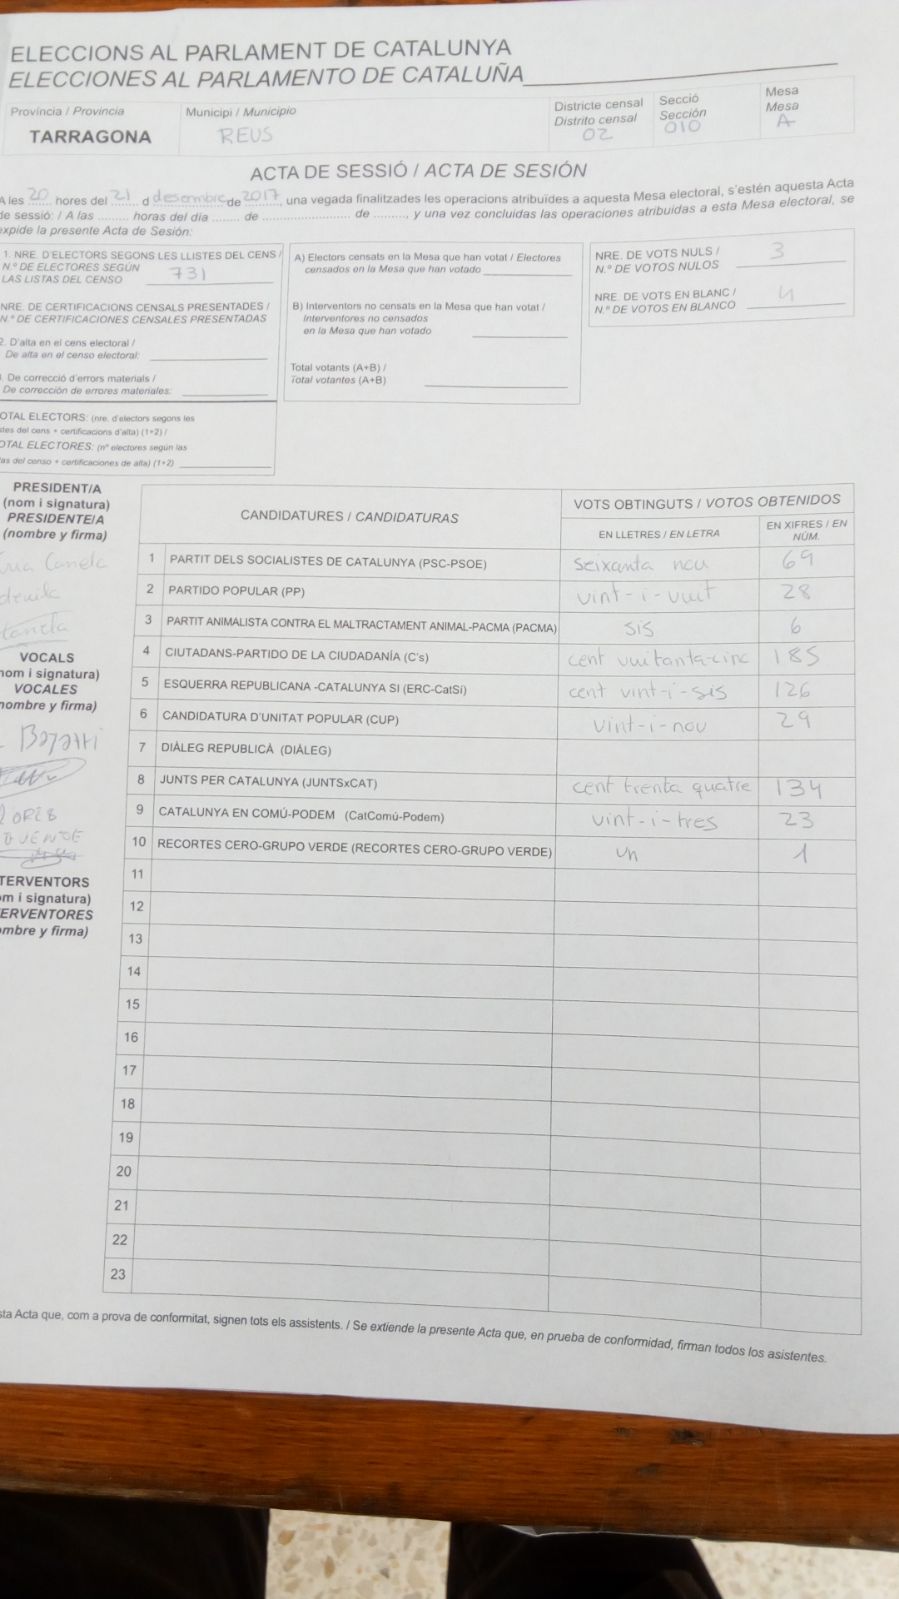 ELECCIONS AL PARLAMENT DE CATALUNYA
ELECCIONES AL PARLAMENTO DE CATALUÑA
Província / Provincia
TARRAGONA
Municipi / Municipio
REUS
Districte censal
Distrito censal
02
Secció
Sección
010
Mesa
Mesa
A
ACTA DE SESSIÓ / ACTA DE SESIÓN
A les 20 hores del 21 d desembre de 2017, una vegada finalitzades les operacions atribuïdes a aquesta Mesa electoral, s'estén aquesta Acta
de sessió: / A las ......... horas del día ....... de ...................... de ........, y una vez concluidas las operaciones atribuidas a esta Mesa electoral, se
expide la presente Acta de Sesión:
1. NRE. D'ELECTORS SEGONS LES LLISTES DEL CENS /
N.º DE ELECTORES SEGÚN
LAS LISTAS DEL CENSO 731
NRE. DE CERTIFICACIONS CENSALS PRESENTADES /
N.º DE CERTIFICACIONES CENSALES PRESENTADAS
2. D'alta en el cens electoral /
De alta en el censo electoral:
. De correcció d'errors materials /
De corrección de errores materiales:
OTAL ELECTORS: (nre. d'electors segons les
stes del cens + certificacions d'alta) (1+2) /
OTAL ELECTORES: (nº electores según las
as del censo + certificaciones de alta) (1+2)
A) Electors censats en la Mesa que han votat / Electores
censados en la Mesa que han votado
B) Interventors no censats en la Mesa que han votat /
Interventores no censados
en la Mesa que han votado
Total votants (A+B) /
Total votantes (A+B)
NRE. DE VOTS NULS /
N.º DE VOTOS NULOS 3
NRE. DE VOTS EN BLANC /
N.º DE VOTOS EN BLANCO 4
PRESIDENT/A
(nom i signatura)
PRESIDENTE/A
(nombre y firma)
Canela
VOCALS
nom i signatura)
VOCALES
nombre y firma)
TERVENTORS
om i signatura)
ERVENTORES
ombre y firma)
CANDIDATURES / CANDIDATURAS
VOTS OBTINGUTS / VOTOS OBTENIDOS
EN LLETRES / EN LETRA
EN XIFRES / EN
NÚM.
1 PARTIT DELS SOCIALISTES DE CATALUNYA (PSC-PSOE) seixanta nou 69
2 PARTIDO POPULAR (PP) vint-i-vuit 28
3 PARTIT ANIMALISTA CONTRA EL MALTRACTAMENT ANIMAL-PACMA (PACMA) sis 6
4 CIUTADANS-PARTIDO DE LA CIUDADANÍA (C's) cent vuitanta-cinc 185
5 ESQUERRA REPUBLICANA -CATALUNYA SI (ERC-CatSí) cent vint-i-sis 126
6 CANDIDATURA D'UNITAT POPULAR (CUP) vint-i-nou 29
7 DIÀLEG REPUBLICÀ (DIÀLEG)
8 JUNTS PER CATALUNYA (JUNTSxCAT) cent trenta quatre 134
9 CATALUNYA EN COMÚ-PODEM (CatComú-Podem) vint-i-tres 23
10 RECORTES CERO-GRUPO VERDE (RECORTES CERO-GRUPO VERDE) un 1
11
12
13
14
15
16
17
18
19
20
21
22
23
sta Acta que, com a prova de conformitat, signen tots els assistents. / Se extiende la presente Acta que, en prueba de conformidad, firman todos los asistentes.